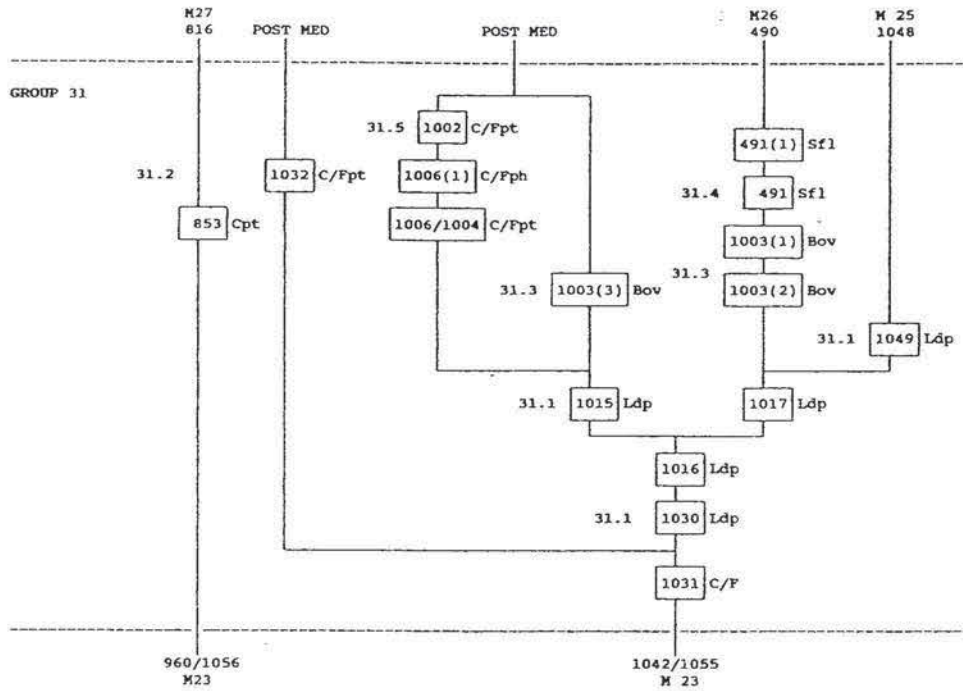 M27 M26 M 25
816 POST MED POST MED 490 1048
GROUP 31
31.5 1002 C/Fpt
491(1) Sfl
31.2 1032 C/Fpt 1006(1) C/Fph
31.4 491 Sfl
853 Cpt 1006/1004 C/Fpt
1003(1) Bov
31.3
31.3 1003(3) Bov 1003(2) Bov
31.1 1049 Ldp
31.1 1015 Ldp 1017 Ldp
1016 Ldp
31.1 1030 Ldp
1031 C/F
960/1056 1042/1055
M23 M 23